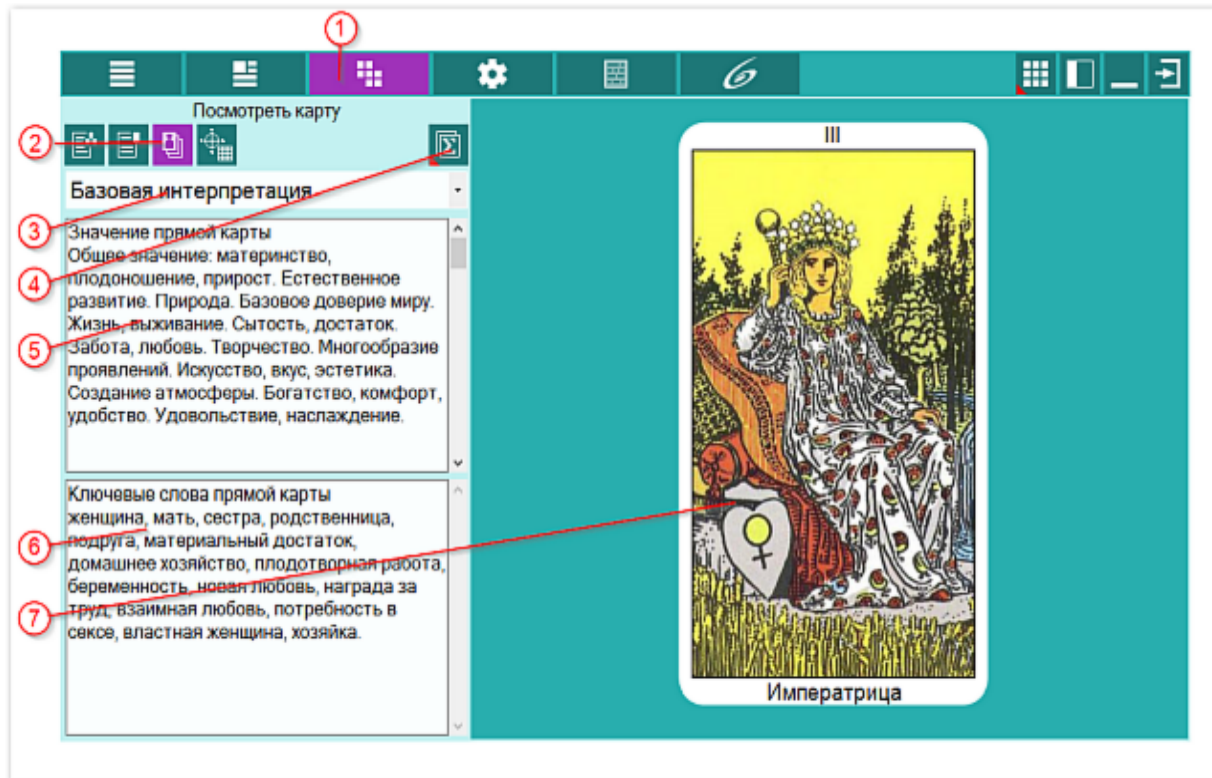 1
Посмотреть карту
2
Базовая интерпретация
3
Значение прямой карты
Общее значение: материнство,
плодоношение, прирост. Естественное
развитие. Природа. Базовое доверие миру.
Жизнь, выживание. Сытость, достаток.
Забота, любовь. Творчество. Многообразие
проявлений. Искусство, вкус, эстетика.
Создание атмосферы. Богатство, комфорт,
удобство. Удовольствие, наслаждение.
4
5
Ключевые слова прямой карты
женщина, мать, сестра, родственница,
подруга, материальный достаток,
домашнее хозяйство, плодотворная работа,
беременность, новая любовь, награда за
труд, взаимная любовь, потребность в
сексе, властная женщина, хозяйка.
6
7
III
Императрица